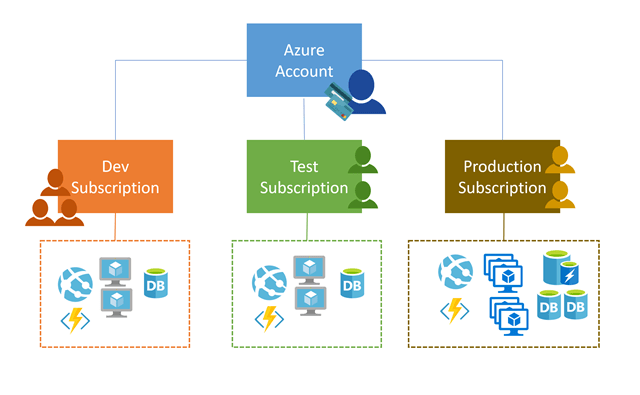 Azure
Account
Dev
Subscription
Test
Subscription
Production
Subscription
DB
DB
DB
DB